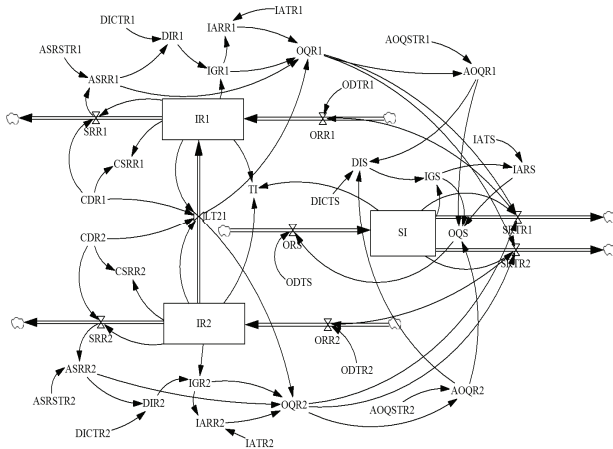 IATR1
DICTR1
IARR1
DIR1
OQR1
AOQSTR1
ASRSTR1
IGR1
AOQR1
ASRR1
ODTR1
IR1
SRR1
ORR1
IATS
CSRR1
DIS
IGS
IARS
TI
CDR1
DICTS
LT21
SRTR1
CDR2
ORS
SI
OQS
SRTR2
CSRR2
ODTS
IR2
SRR2
ORR2
ASRR2
ODTR2
IGR2
ASRSTR2
DIR2
OQR2
AOQR2
AOQSTR2
IARR2
DICTR2
IATR2